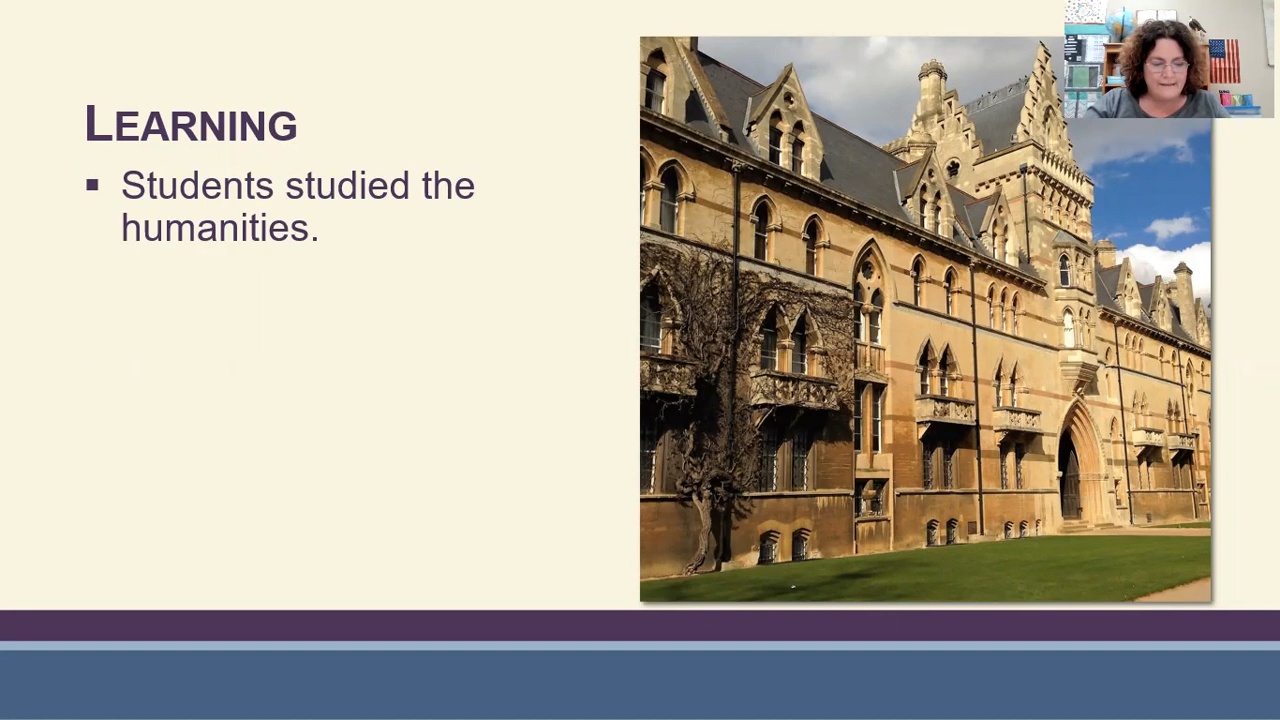 LEARNING
▪ Students studied the
humanities.